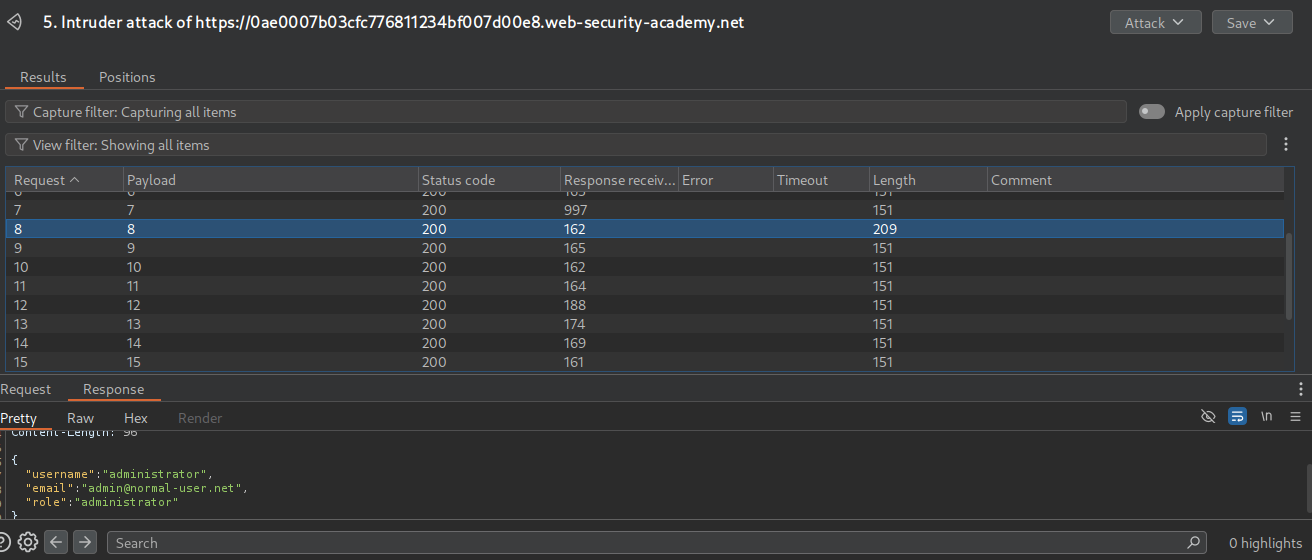 5. Intruder attack of https://0ae0007b03cfc776811234bf007d00e8.web-security-academy.net
Attack
Save
Results Positions
Capture filter: Capturing all items
Apply capture filter
View filter: Showing all items
Request Payload Status code Response receiv... Error Timeout Length Comment
6 6 200 165 151
7 7 200 997 151
8 8 200 162 209
9 9 200 165 151
10 10 200 162 151
11 11 200 164 151
12 12 200 188 151
13 13 200 174 151
14 14 200 169 151
15 15 200 161 151
Request Response
Pretty Raw Hex Render
\n
Content-Length: 96
{
"username":"administrator",
"email":"admin@normal-user.net",
"role":"administrator"
}
Search
0 highlights